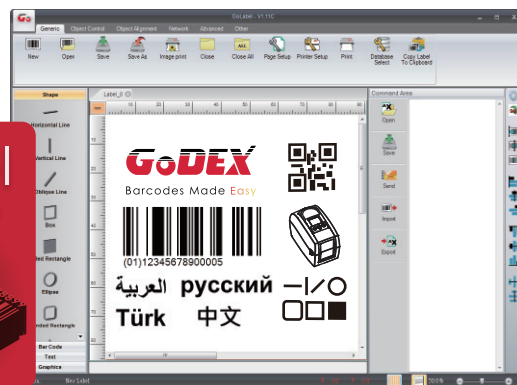 Go
GoLabel - V1.11C
Generic Object Control Object Alignment Network Advanced Other
New Open Save Save As Image print Close Close All Page Setup Printer Setup Print Database Select Copy Label To Clipboard
Shape
Label_0
Command Area
Horizontal Line
Vertical Line
Oblique Line
Box
Ellipse
Bar Code
Text
Graphics
Open
Save
Send
Import
Export
GoDEX
Barcodes Made Easy
(01)12345678900005
العربية русский
Türk 中文
New Label